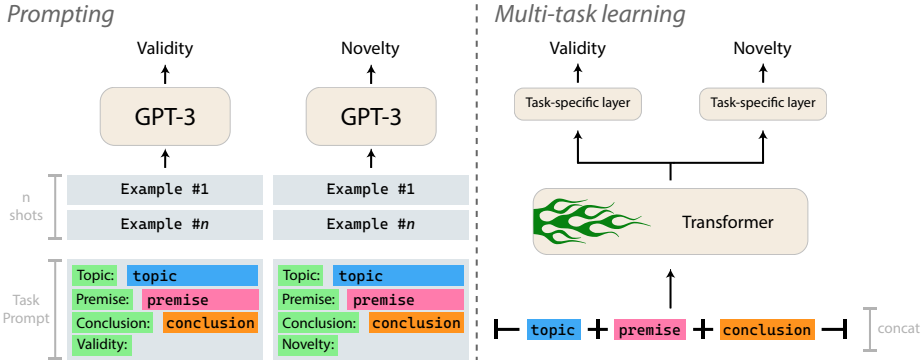 Prompting
Validity
Novelty
GPT-3
GPT-3
n
shots
Example #1
Example #1
Example #n
Example #n
Task
Prompt
Topic: topic
Premise: premise
Conclusion: conclusion
Validity:
Topic: topic
Premise: premise
Conclusion: conclusion
Novelty:
Multi-task learning
Validity
Novelty
Task-specific layer
Task-specific layer
Transformer
topic
premise
conclusion
concat